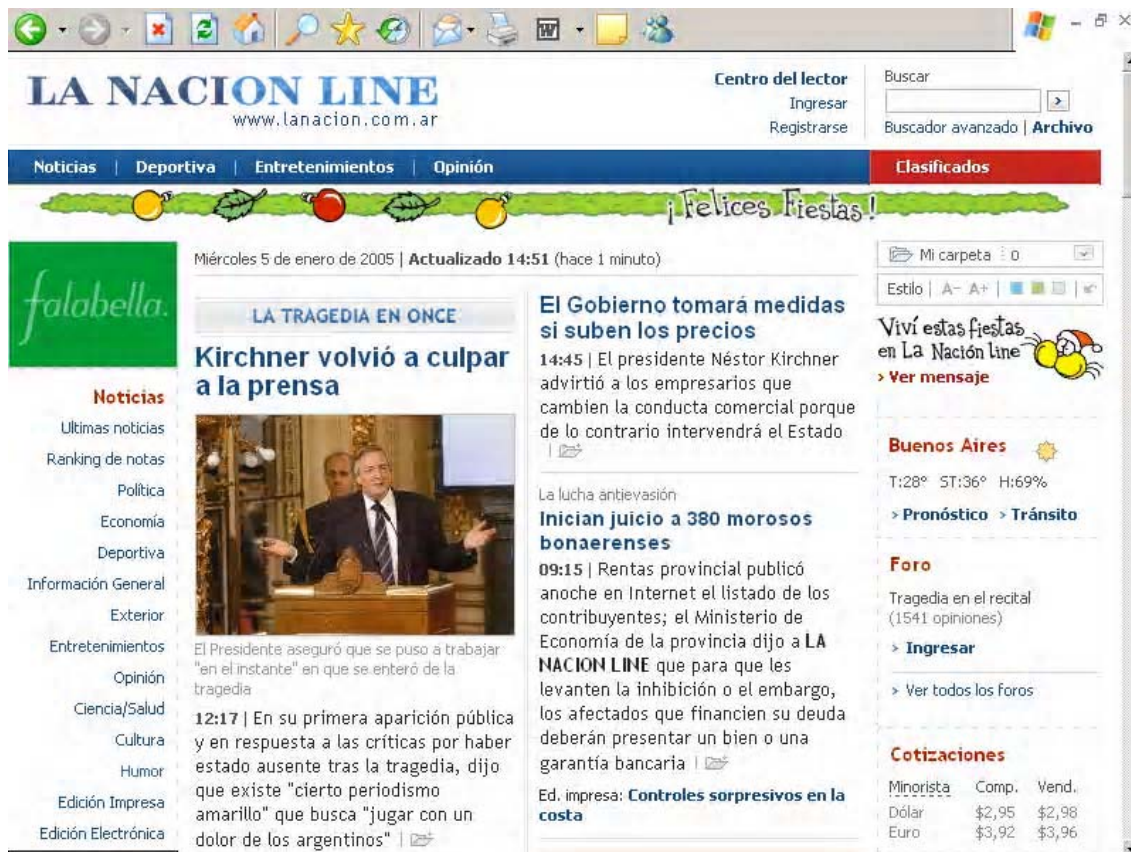 LA NACION LINE
www.lanacion.com.ar
Centro del lector
Ingresar
Registrarse
Buscar
Buscador avanzado | Archivo
Noticias | Deportiva | Entretenimientos | Opinión
Clasificados
¡Felices Fiestas!
falabella.
Noticias
Ultimas noticias
Ranking de notas
Política
Economía
Deportiva
Información General
Exterior
Entretenimientos
Opinión
Ciencia/Salud
Cultura
Humor
Edición Impresa
Edición Electrónica
Miércoles 5 de enero de 2005 | Actualizado 14:51 (hace 1 minuto)
LA TRAGEDIA EN ONCE
Kirchner volvió a culpar
a la prensa
El Presidente aseguró que se puso a trabajar
"en el instante" en que se enteró de la
tragedia
12:17 | En su primera aparición pública
y en respuesta a las críticas por haber
estado ausente tras la tragedia, dijo
que existe "cierto periodismo
amarillo" que busca "jugar con un
dolor de los argentinos" |
El Gobierno tomará medidas
si suben los precios
14:45 | El presidente Néstor Kirchner
advirtió a los empresarios que
cambien la conducta comercial porque
de lo contrario intervendrá el Estado
|
La lucha antievasión
Inician juicio a 380 morosos
bonaerenses
09:15 | Rentas provincial publicó
anoche en Internet el listado de los
contribuyentes; el Ministerio de
Economía de la provincia dijo a LA
NACION LINE que para que les
levanten la inhibición o el embargo,
los afectados que financien su deuda
deberán presentar un bien o una
garantía bancaria |
Ed. impresa: Controles sorpresivos en la
costa
Mi carpeta : 0
Estilo | A- A+ |
Viví estas fiestas
en La Nación line
› Ver mensaje
Buenos Aires
T:28° ST:36° H:69%
› Pronóstico › Tránsito
Foro
Tragedia en el recital
(1541 opiniones)
› Ingresar
› Ver todos los foros
Cotizaciones
Minorista Comp. Vend.
Dólar $2,95 $2,98
Euro $3,92 $3,96